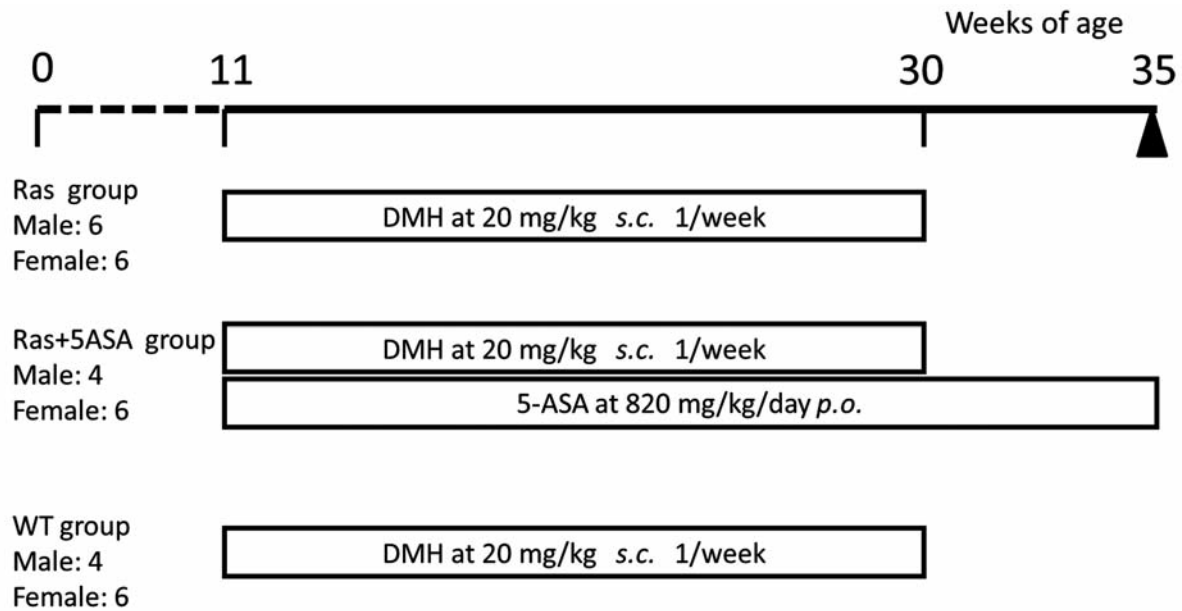 Weeks of age
0 11 30 35
Ras group
Male: 6
Female: 6
DMH at 20 mg/kg s.c. 1/week
Ras+5ASA group
Male: 4
Female: 6
DMH at 20 mg/kg s.c. 1/week
5-ASA at 820 mg/kg/day p.o.
WT group
Male: 4
Female: 6
DMH at 20 mg/kg s.c. 1/week